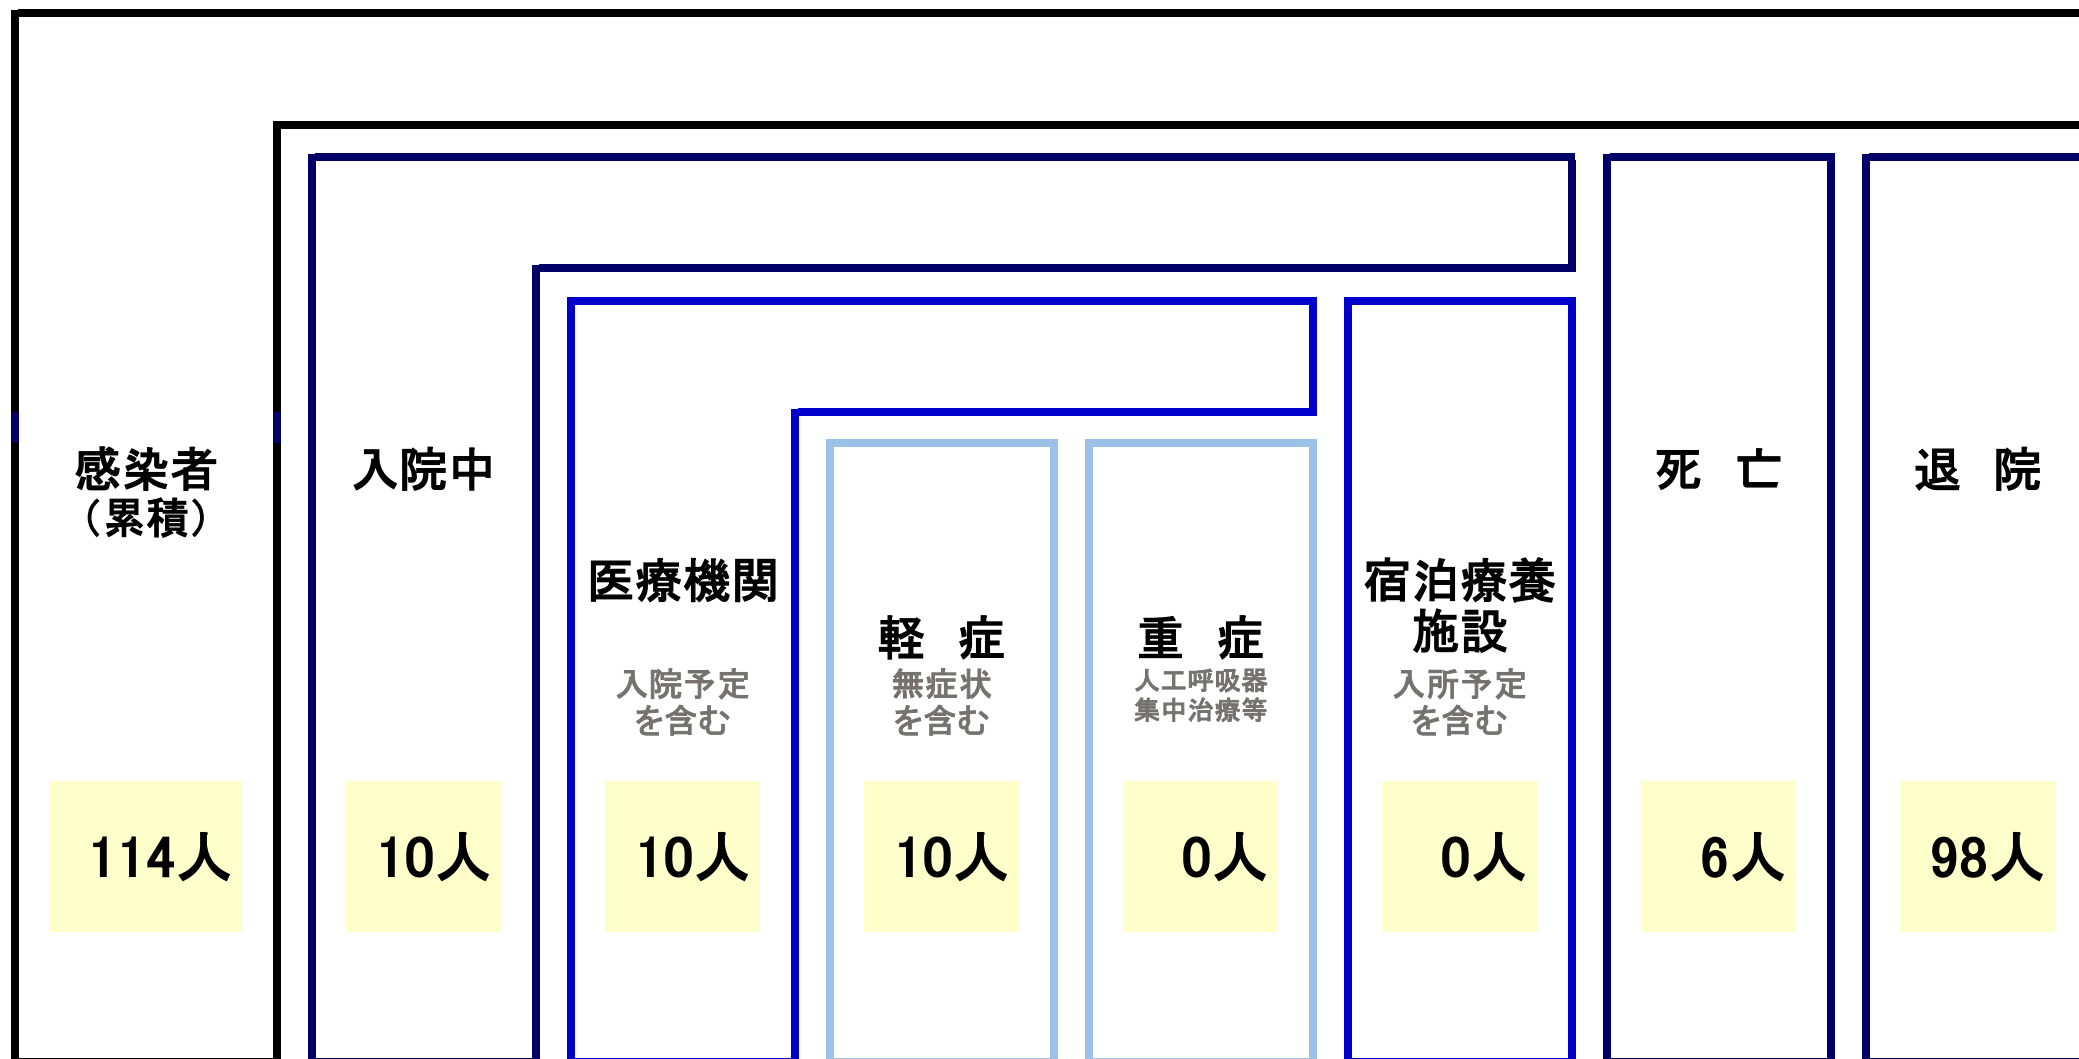 感染者
（累積）
114人
入院中
10人
医療機関
入院予定
を含む
10人
軽　症
無症状
を含む
10人
重　症
人工呼吸器
集中治療等
0人
宿泊療養
施設
入所予定
を含む
0人
死　亡
6人
退　院
98人